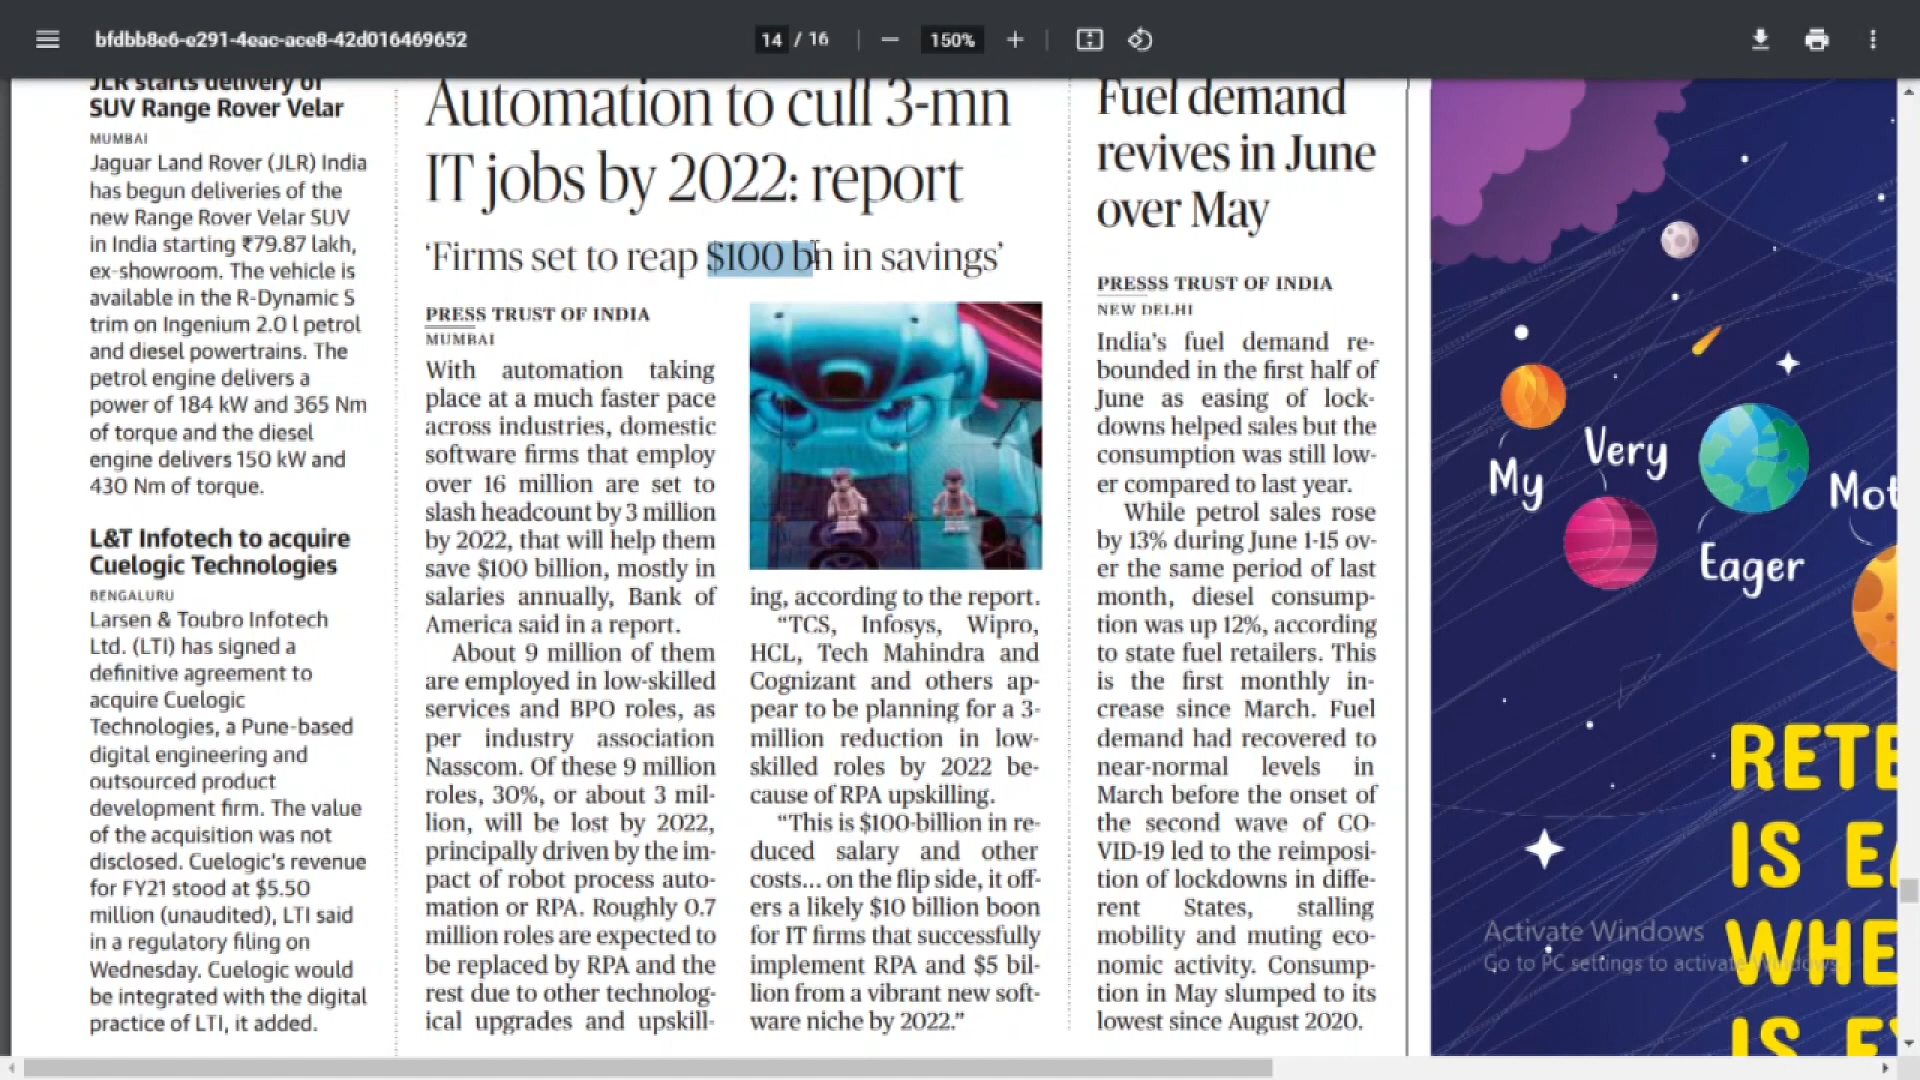 bfdbb8e6-e291-4eac-ace8-42d016469652
14 / 16
150%
JLR starts delivery of
SUV Range Rover Velar
MUMBAI
Jaguar Land Rover (JLR) India
has begun deliveries of the
new Range Rover Velar SUV
in India starting ₹79.87 lakh,
ex-showroom. The vehicle is
available in the R-Dynamic S
trim on Ingenium 2.0 l petrol
and diesel powertrains. The
petrol engine delivers a
power of 184 kW and 365 Nm
of torque and the diesel
engine delivers 150 kW and
430 Nm of torque.
L&T Infotech to acquire
Cuelogic Technologies
BENGALURU
Larsen & Toubro Infotech
Ltd. (LTI) has signed a
definitive agreement to
acquire Cuelogic
Technologies, a Pune-based
digital engineering and
outsourced product
development firm. The value
of the acquisition was not
disclosed. Cuelogic's revenue
for FY21 stood at $5.50
million (unaudited), LTI said
in a regulatory filing on
Wednesday. Cuelogic would
be integrated with the digital
practice of LTI, it added.
Automation to cull 3-mn
IT jobs by 2022: report
‘Firms set to reap $100 bn in savings’
PRESS TRUST OF INDIA
MUMBAI
With automation taking
place at a much faster pace
across industries, domestic
software firms that employ
over 16 million are set to
slash headcount by 3 million
by 2022, that will help them
save $100 billion, mostly in
salaries annually, Bank of
America said in a report.
About 9 million of them
are employed in low-skilled
services and BPO roles, as
per industry association
Nasscom. Of these 9 million
roles, 30%, or about 3 mil-
lion, will be lost by 2022,
principally driven by the im-
pact of robot process auto-
mation or RPA. Roughly 0.7
million roles are expected to
be replaced by RPA and the
rest due to other technolog-
ical upgrades and upskill-
ing, according to the report.
“TCS, Infosys, Wipro,
HCL, Tech Mahindra and
Cognizant and others ap-
pear to be planning for a 3-
million reduction in low-
skilled roles by 2022 be-
cause of RPA upskilling.
“This is $100-billion in re-
duced salary and other
costs... on the flip side, it off-
ers a likely $10 billion boon
for IT firms that successfully
implement RPA and $5 bil-
lion from a vibrant new soft-
ware niche by 2022.”
Fuel demand
revives in June
over May
PRESSS TRUST OF INDIA
NEW DELHI
India’s fuel demand re-
bounded in the first half of
June as easing of lock-
downs helped sales but the
consumption was still low-
er compared to last year.
While petrol sales rose
by 13% during June 1-15 ov-
er the same period of last
month, diesel consump-
tion was up 12%, according
to state fuel retailers. This
is the first monthly in-
crease since March. Fuel
demand had recovered to
near-normal levels in
March before the onset of
the second wave of CO-
VID-19 led to the reimposi-
tion of lockdowns in diffe-
rent States, stalling
mobility and muting eco-
nomic activity. Consump-
tion in May slumped to its
lowest since August 2020.
My
Very
Eager
Mot
RETE
IS EA
WHE
IS E
Activate Windows
Go to PC settings to activate Windows.